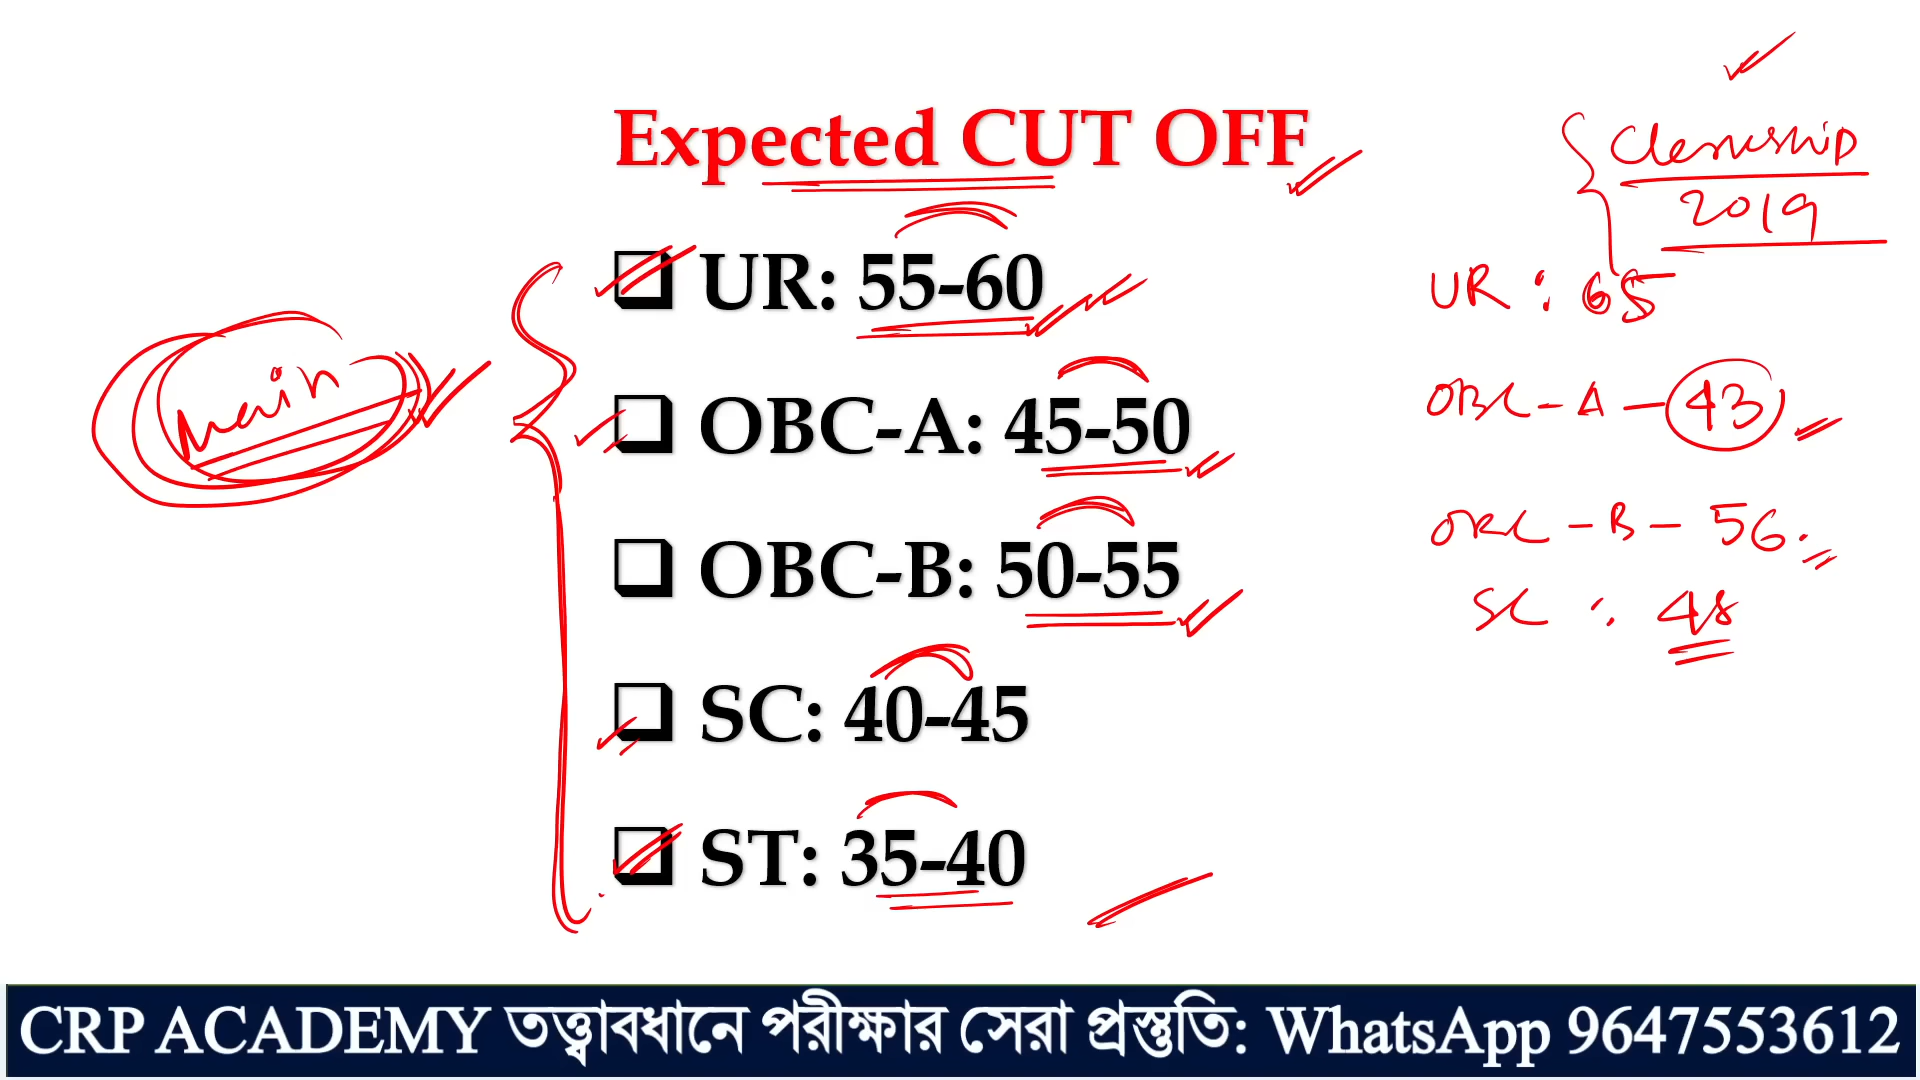 Expected CUT OFF
UR: 55-60
OBC-A: 45-50
OBC-B: 50-55
SC: 40-45
ST: 35-40
Main
Clerkship
2019
UR : 65
OBC-A-43
OBC-B-56
SC : 48
CRP ACADEMY তত্ত্বাবধানে পরীক্ষার সেরা প্রস্তুতি: WhatsApp 9647553612